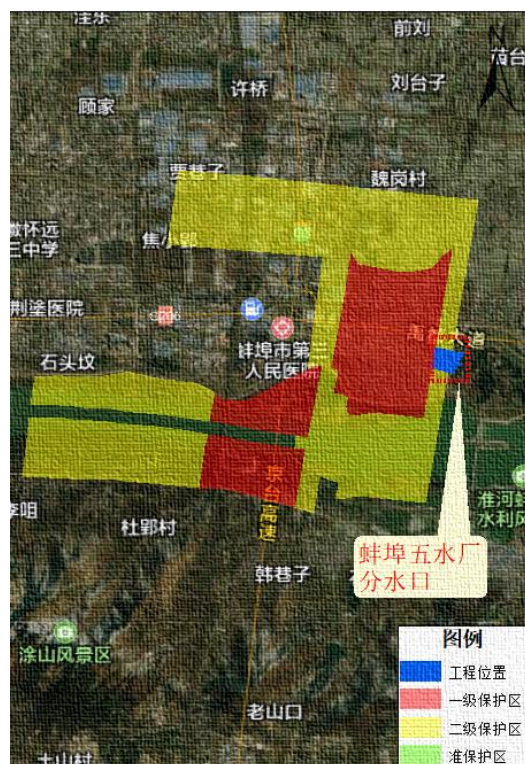 前刘
许桥
刘台子
顾家
贾巷子
魏岗村
焦小郢
三中学
荆塗医院
蚌埠市第三
人民医院
石头坟
京台高速
淮河
水利风
杜郢村
韩巷子
蚌埠五水厂
分水口
涂山风景区
老山口
图例
工程位置
一级保护区
二级保护区
准保护区